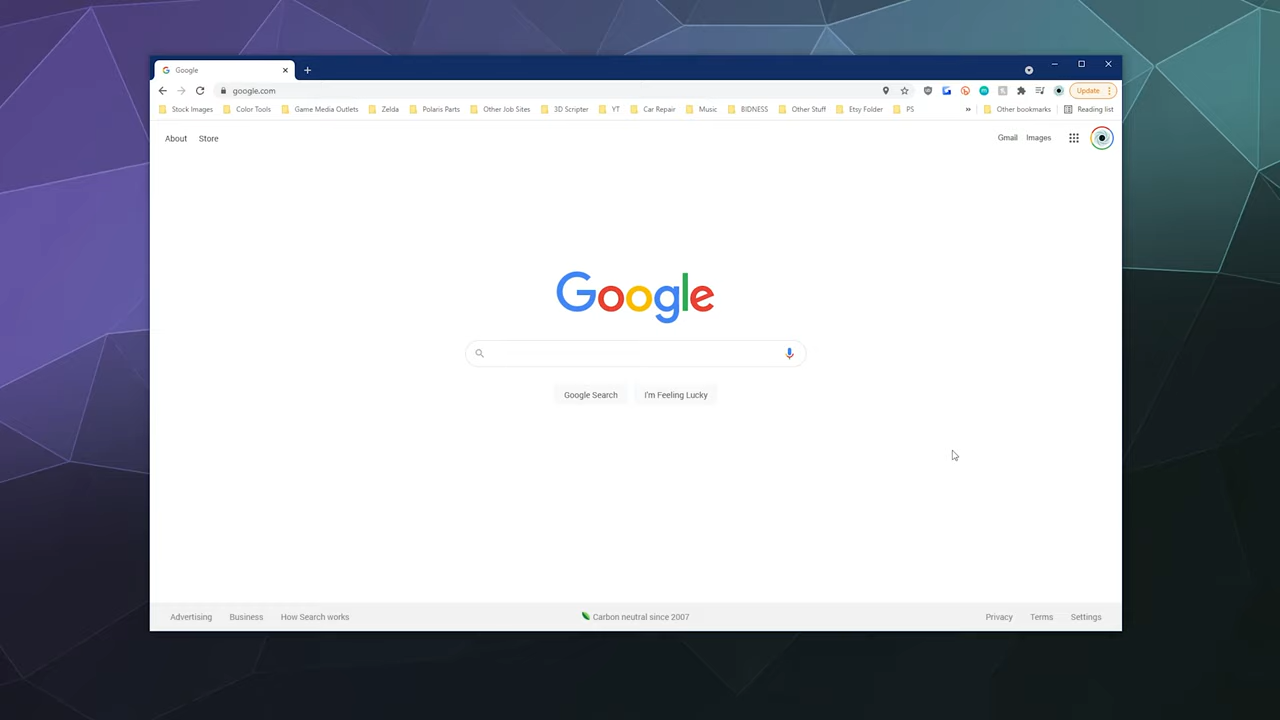 Google
google.com
Update
Stock Images Color Tools Game Media Outlets Zelda Polaris Parts Other Job Sites 3D Scripter YT Car Repair Music BIDNESS Other Stuff Etsy Folder PS » Other bookmarks Reading list
About Store Gmail Images
Google
Google Search I'm Feeling Lucky
Advertising Business How Search works Carbon neutral since 2007 Privacy Terms Settings